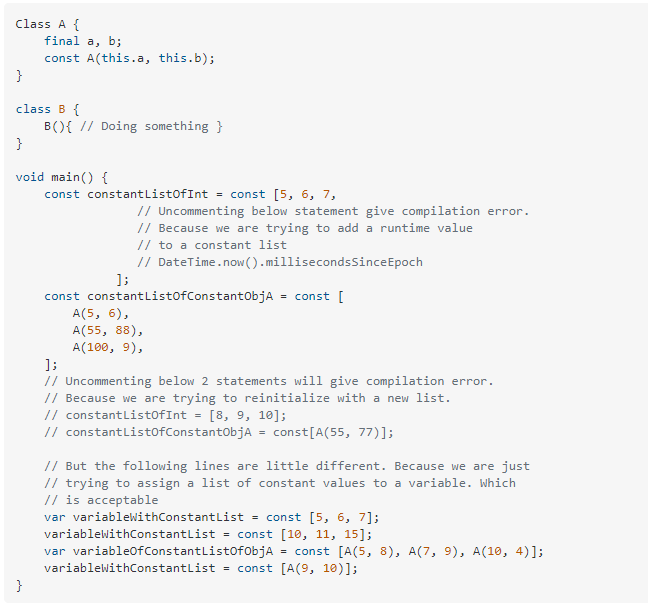 Class A {
    final a, b;
    const A(this.a, this.b);
}

class B {
    B(){ // Doing something }
}

void main() {
    const constantListOfInt = const [5, 6, 7,
                // Uncommenting below statement give compilation error.
                // Because we are trying to add a runtime value
                // to a constant list
                // DateTime.now().millisecondsSinceEpoch
             ];
    const constantListOfConstantObjA = const [
        A(5, 6),
        A(55, 88),
        A(100, 9),
    ];
    // Uncommenting below 2 statements will give compilation error.
    // Because we are trying to reinitialize with a new list.
    // constantListOfInt = [8, 9, 10];
    // constantListOfConstantObjA = const[A(55, 77)];

    // But the following lines are little different. Because we are just
    // trying to assign a list of constant values to a variable. Which
    // is acceptable
    var variableWithConstantList = const [5, 6, 7];
    variableWithConstantList = const [10, 11, 15];
    var variableOfConstantListOfObjA = const [A(5, 8), A(7, 9), A(10, 4)];
    variableWithConstantList = const [A(9, 10)];
}